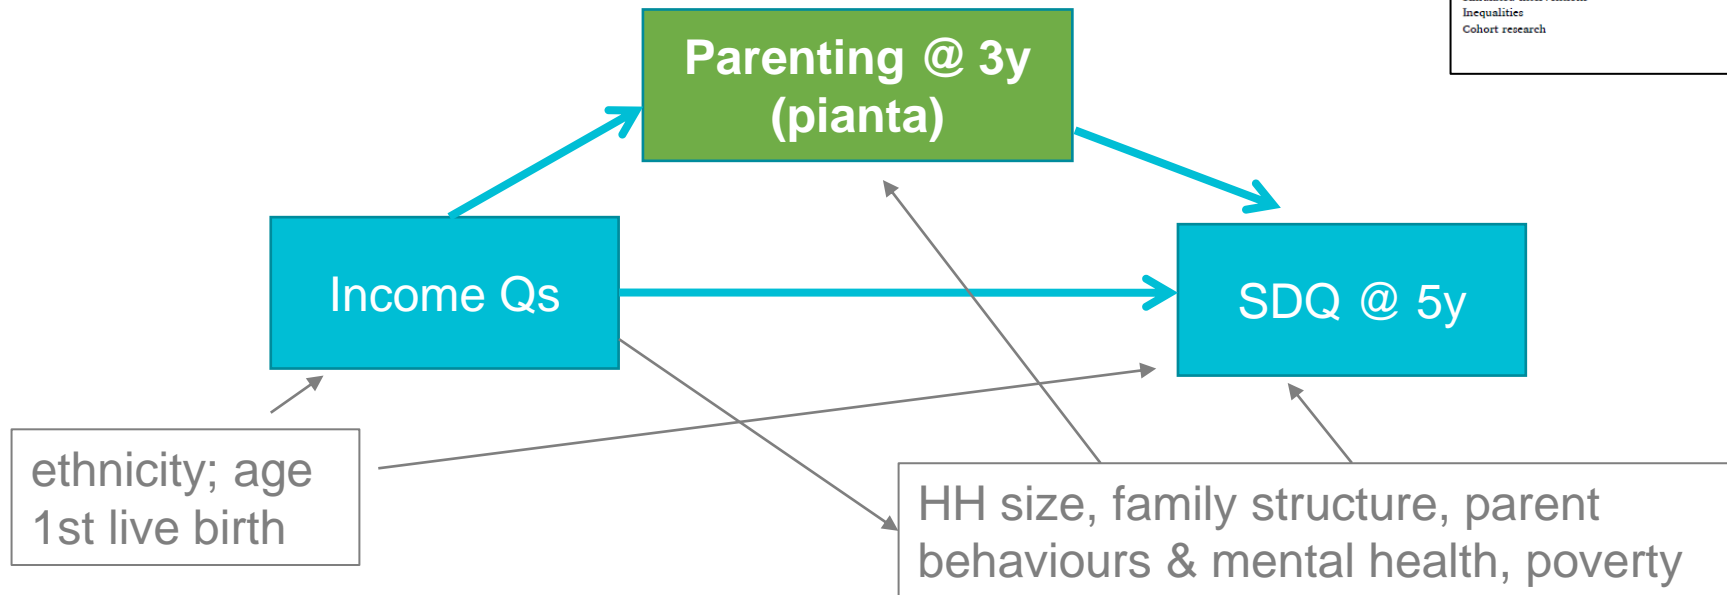 Inequalities
Cohort research
Parenting @ 3y
(pianta)
Income Qs
SDQ @ 5y
ethnicity; age
1st live birth
HH size, family structure, parent
behaviours & mental health, poverty